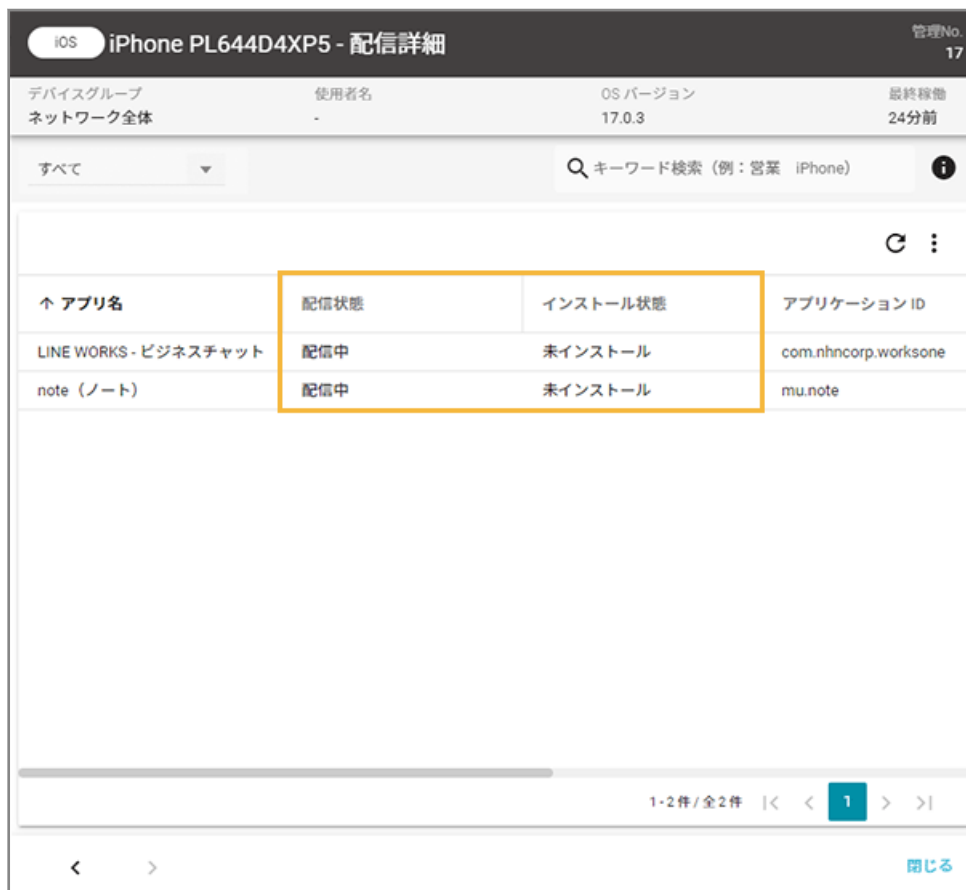 iOS iPhone PL644D4XP5 - 配信詳細 管理No. 17
デバイスグループ 使用者名 OS バージョン 最終稼働
ネットワーク全体 - 17.0.3 24分前
すべて キーワード検索（例：営業 iPhone）
アプリ名 配信状態 インストール状態 アプリケーション ID
LINE WORKS - ビジネスチャット 配信中 未インストール com.nhncorp.worksone
note（ノート） 配信中 未インストール mu.note
1-2件/全2件 1
閉じる